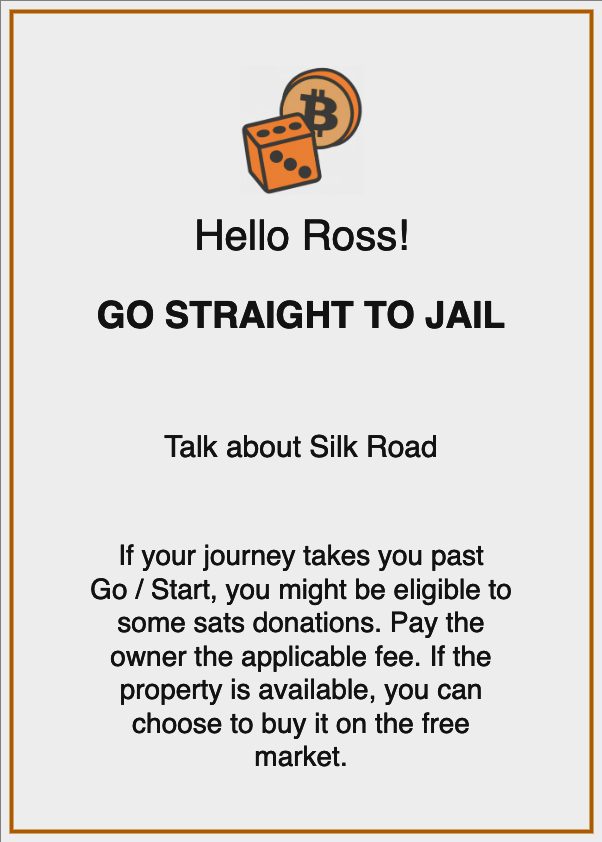 Hello Ross!
GO STRAIGHT TO JAIL
Talk about Silk Road
If your journey takes you past
Go / Start, you might be eligible to
some sats donations. Pay the
owner the applicable fee. If the
property is available, you can
choose to buy it on the free
market.